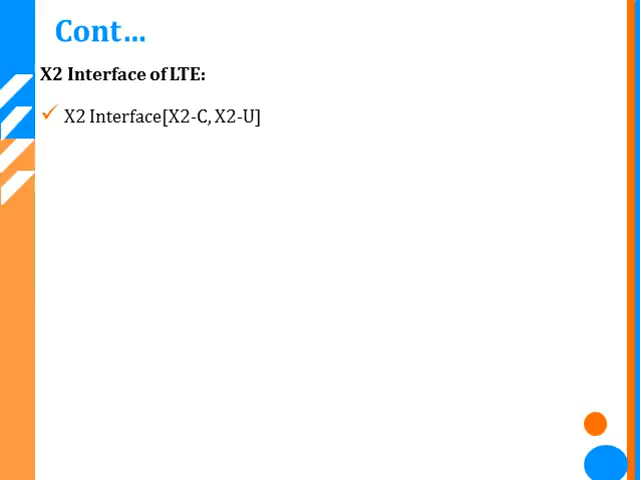 Cont...
X2 Interface of LTE:
X2 Interface[X2-C, X2-U]